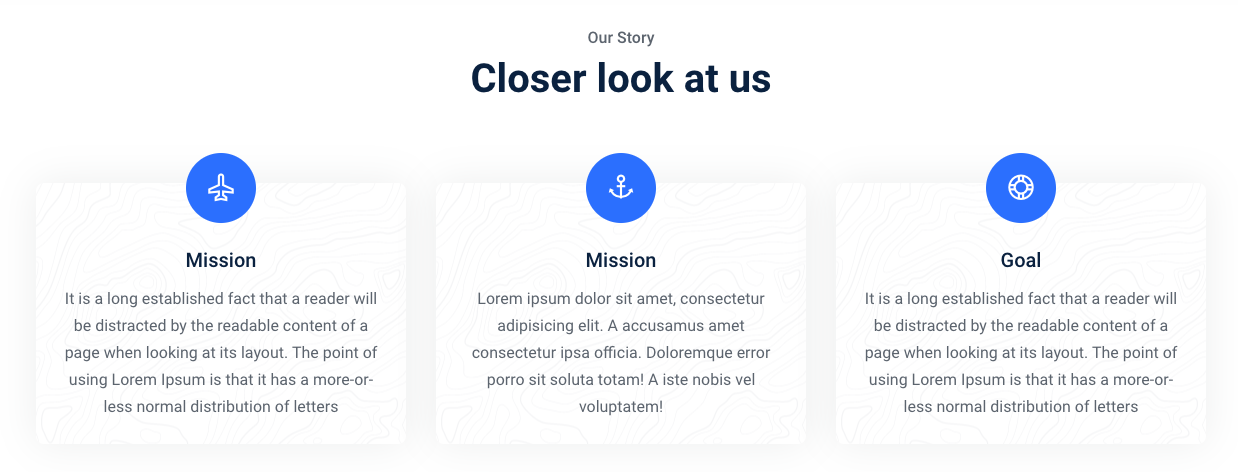 Our Story
Closer look at us
Mission
It is a long established fact that a reader will
be distracted by the readable content of a
page when looking at its layout. The point of
using Lorem Ipsum is that it has a more-or-
less normal distribution of letters
Mission
Lorem ipsum dolor sit amet, consectetur
adipisicing elit. A accusamus amet
consectetur ipsa officia. Doloremque error
porro sit soluta totam! A iste nobis vel
voluptatem!
Goal
It is a long established fact that a reader will
be distracted by the readable content of a
page when looking at its layout. The point of
using Lorem Ipsum is that it has a more-or-
less normal distribution of letters